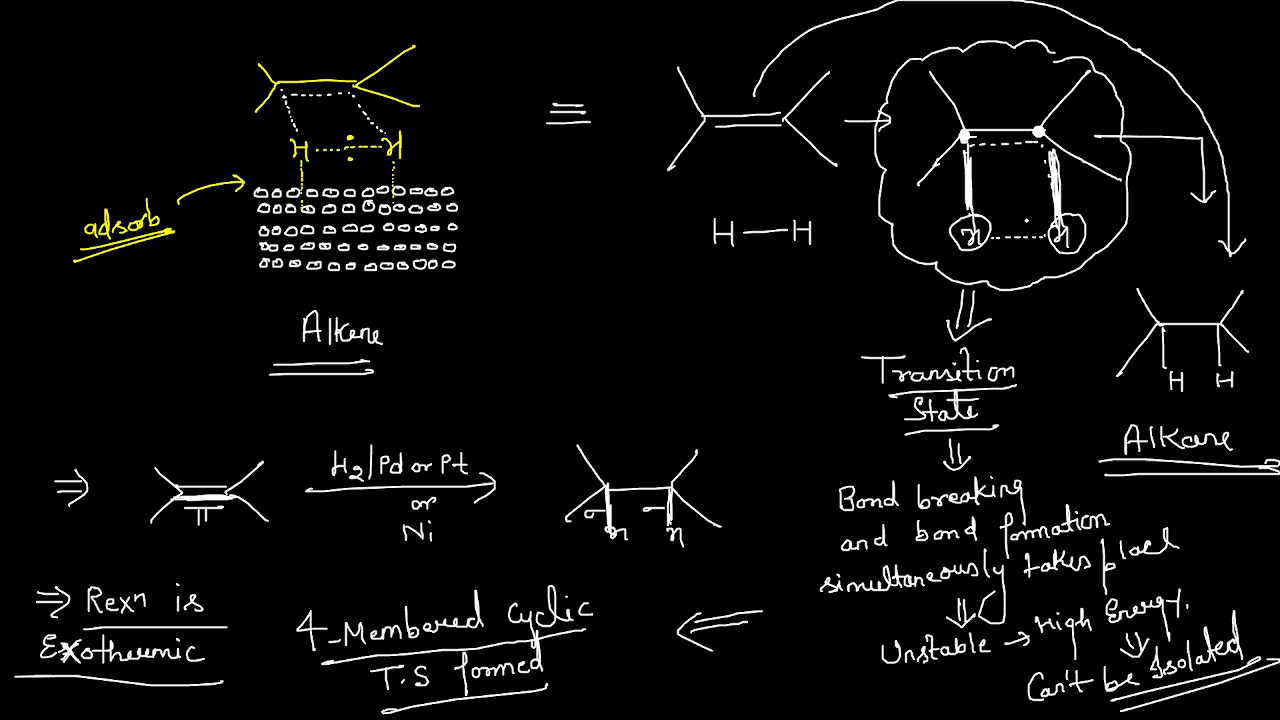 H H
adsorb
Alkene
H—H
H H
Transition
State
H H
Alkane
Bond breaking
and bond formation
simultaneously takes place
Unstable → High Energy.
Can't be Isolated
⇒ H2/Pd or Pt
or
Ni
π
σ σ
H H
⇒ Rexn is
Exothermic
4-Membered Cyclic
T.S formed